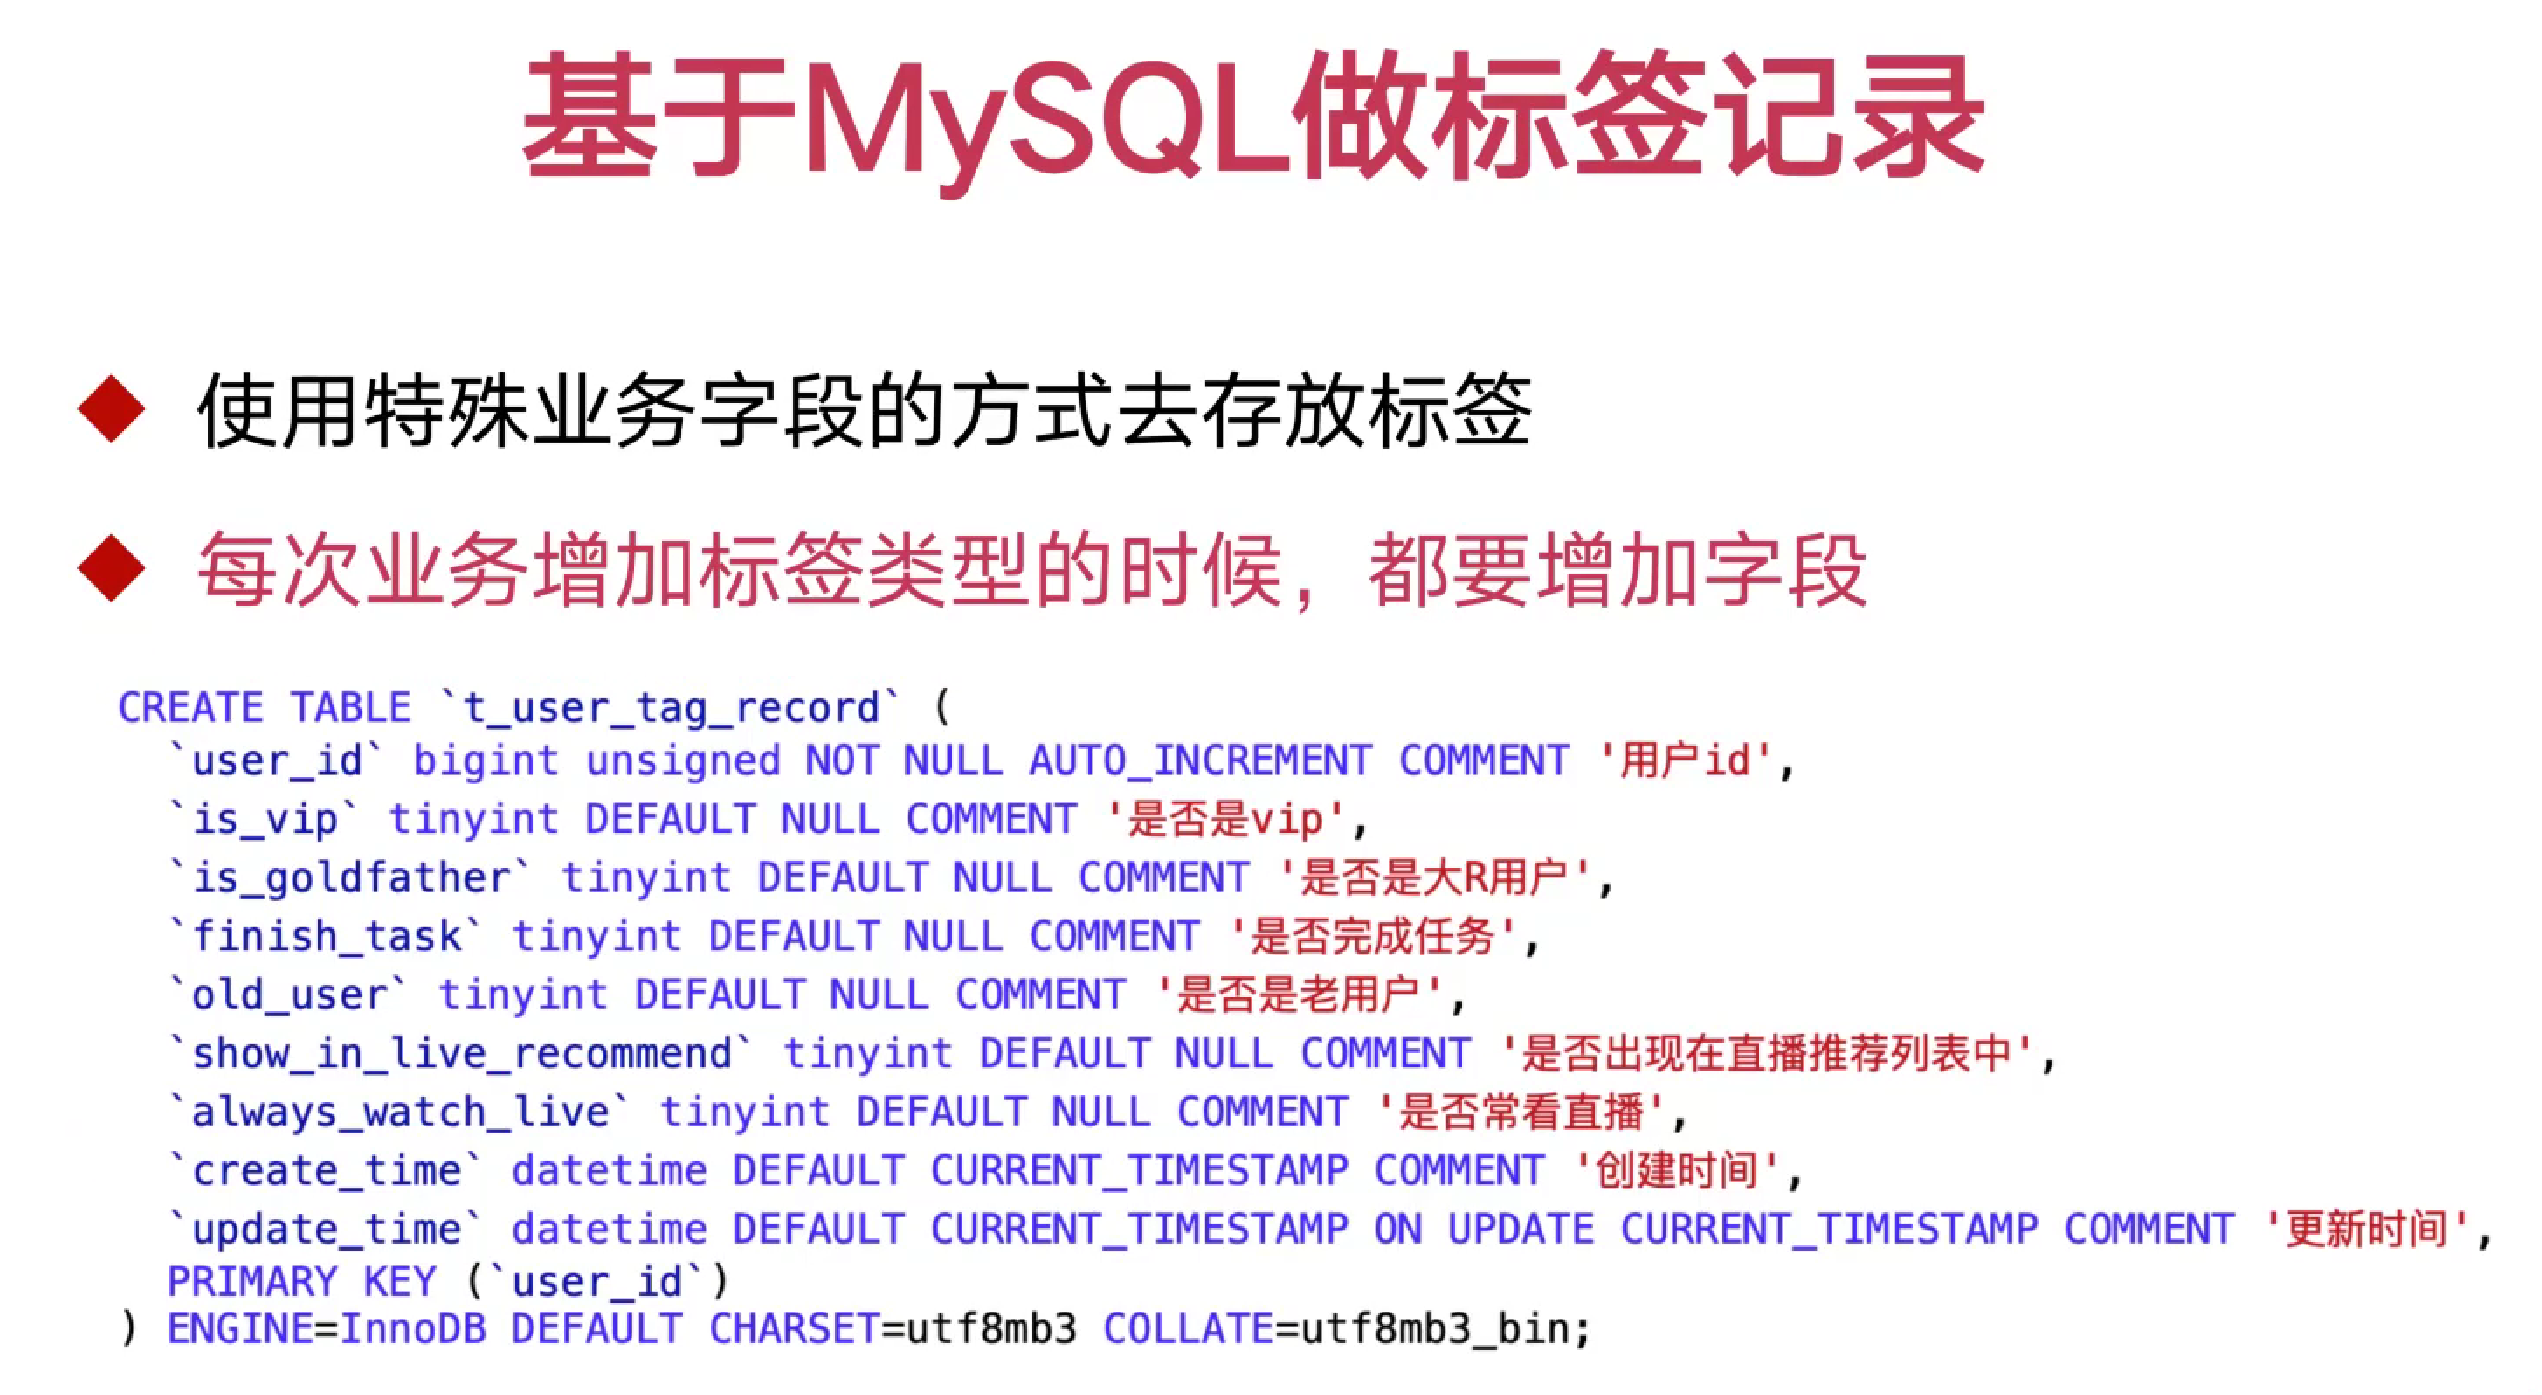 基于MySQL做标签记录
使用特殊业务字段的方式去存放标签
每次业务增加标签类型的时候，都要增加字段
CREATE TABLE `t_user_tag_record` (
`user_id` bigint unsigned NOT NULL AUTO_INCREMENT COMMENT '用户id',
`is_vip` tinyint DEFAULT NULL COMMENT '是否是vip',
`is_goldfather` tinyint DEFAULT NULL COMMENT '是否是大R用户',
`finish_task` tinyint DEFAULT NULL COMMENT '是否完成任务',
`old_user` tinyint DEFAULT NULL COMMENT '是否是老用户',
`show_in_live_recommend` tinyint DEFAULT NULL COMMENT '是否出现在直播推荐列表中',
`always_watch_live` tinyint DEFAULT NULL COMMENT '是否常看直播',
`create_time` datetime DEFAULT CURRENT_TIMESTAMP COMMENT '创建时间',
`update_time` datetime DEFAULT CURRENT_TIMESTAMP ON UPDATE CURRENT_TIMESTAMP COMMENT '更新时间',
PRIMARY KEY (`user_id`)
) ENGINE=InnoDB DEFAULT CHARSET=utf8mb3 COLLATE=utf8mb3_bin;